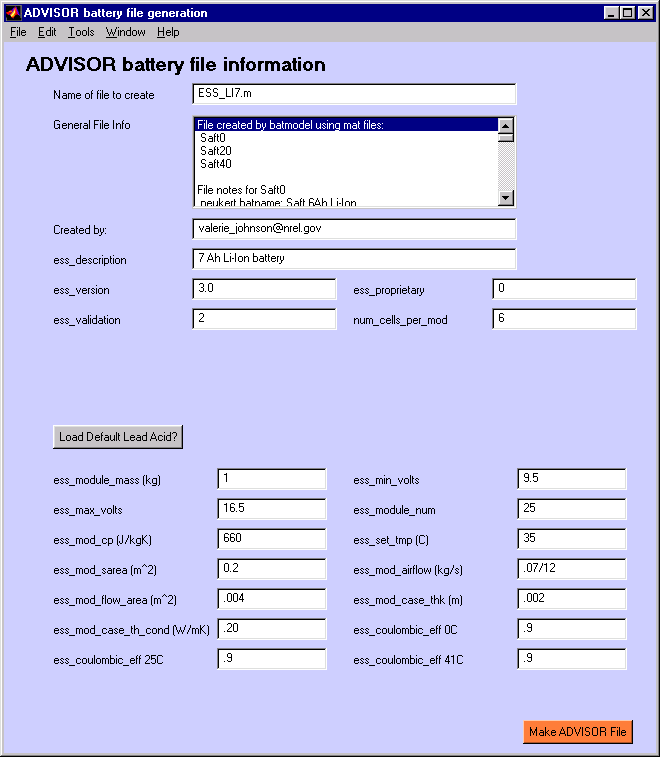 ADVISOR battery file generation
File Edit Tools Window Help
ADVISOR battery file information
Name of file to create ESS_LI7.m
General File Info File created by batmodel using mat files:
Saft0
Saft20
Saft40
File notes for Saft0
neukert batname: Saft 6Ah Li-Ion
Created by: valerie_johnson@nrel.gov
ess_description 7 Ah Li-Ion battery
ess_version 3.0 ess_proprietary 0
ess_validation 2 num_cells_per_mod 6
Load Default Lead Acid?
ess_module_mass (kg) 1 ess_min_volts 9.5
ess_max_volts 16.5 ess_module_num 25
ess_mod_cp (J/kgK) 660 ess_set_tmp (C) 35
ess_mod_sarea (m^2) 0.2 ess_mod_airflow (kg/s) .07/12
ess_mod_flow_area (m^2) .004 ess_mod_case_thk (m) .002
ess_mod_case_th_cond (W/mK) .20 ess_coulombic_eff 0C .9
ess_coulombic_eff 25C .9 ess_coulombic_eff 41C .9
Make ADVISOR File